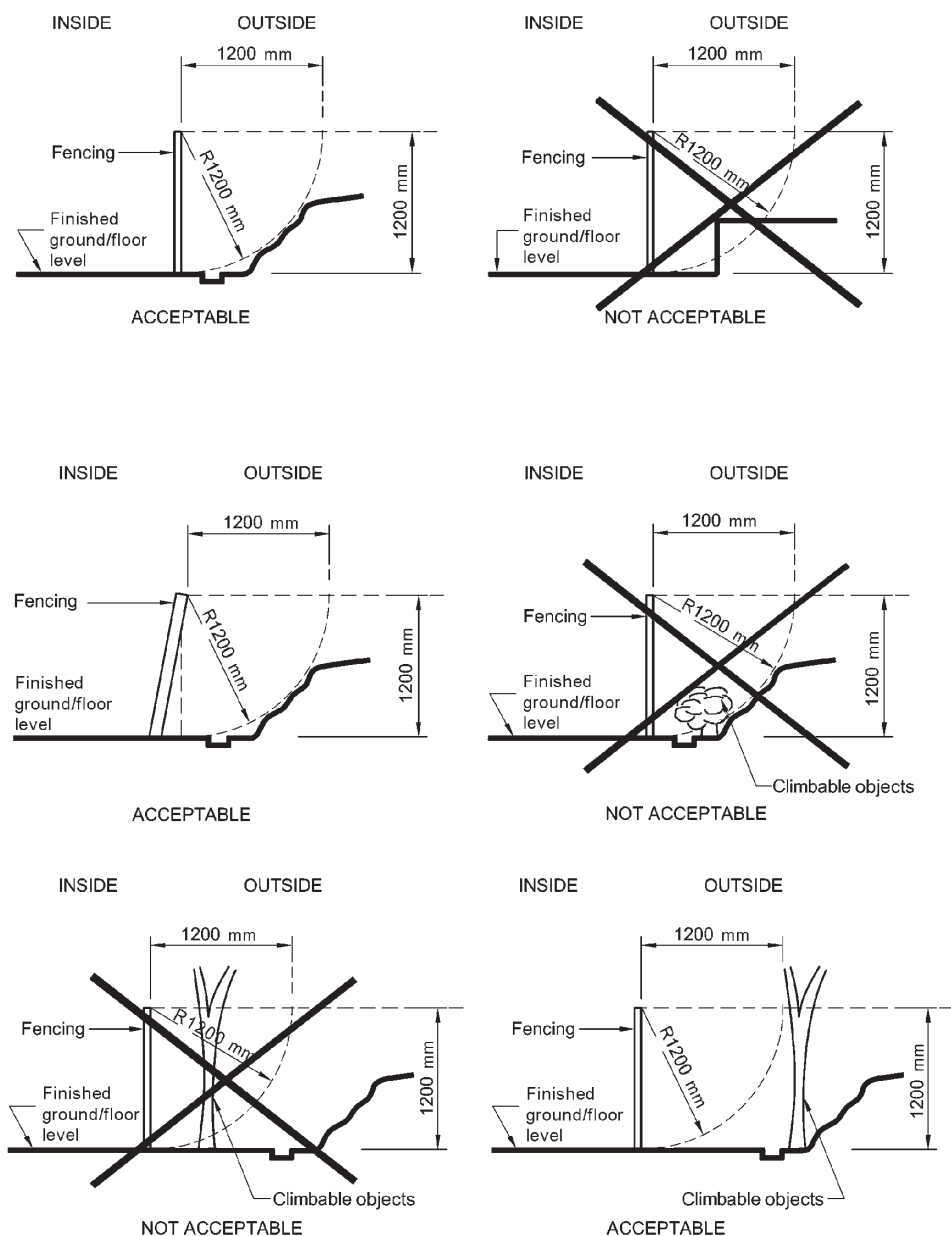 INSIDE OUTSIDE
1200 mm
Fencing
R1200 mm
1200 mm
Finished
ground/floor
level
ACCEPTABLE
INSIDE OUTSIDE
1200 mm
Fencing
R1200 mm
1200 mm
Finished
ground/floor
level
NOT ACCEPTABLE
INSIDE OUTSIDE
1200 mm
Fencing
R1200 mm
1200 mm
Finished
ground/floor
level
ACCEPTABLE
INSIDE OUTSIDE
1200 mm
Fencing
R1200 mm
1200 mm
Finished
ground/floor
level
Climbable objects
NOT ACCEPTABLE
INSIDE OUTSIDE
1200 mm
Fencing
R1200 mm
1200 mm
Finished
ground/floor
level
Climbable objects
NOT ACCEPTABLE
INSIDE OUTSIDE
1200 mm
Fencing
R1200 mm
1200 mm
Finished
ground/floor
level
Climbable objects
ACCEPTABLE